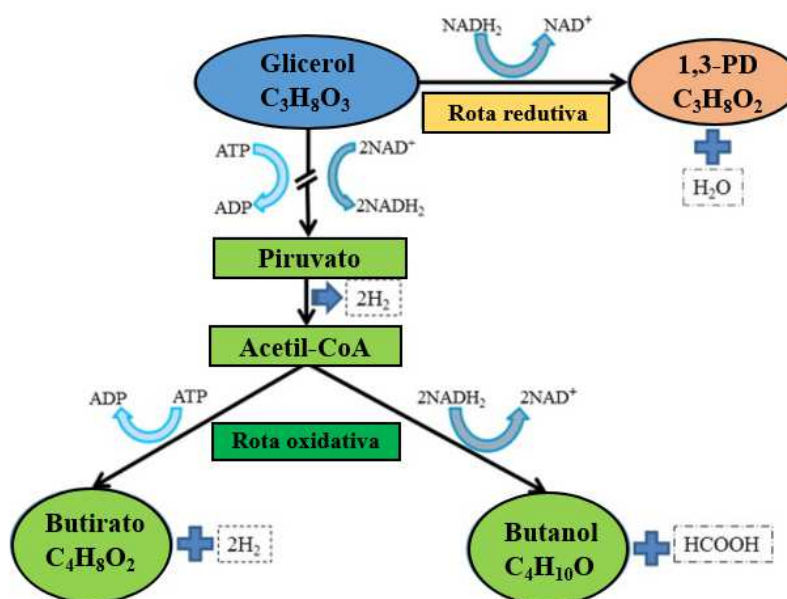 NADH₂ NAD⁺
Glicerol
C₃H₈O₃
1,3-PD
C₃H₈O₂
Rota redutiva
H₂O
ATP
ADP
2NAD⁺
2NADH₂
Piruvato
2H₂
Acetil-CoA
ADP ATP
2NADH₂ 2NAD⁺
Rota oxidativa
Butirato
C₄H₈O₂
2H₂
Butanol
C₄H₁₀O
HCOOH